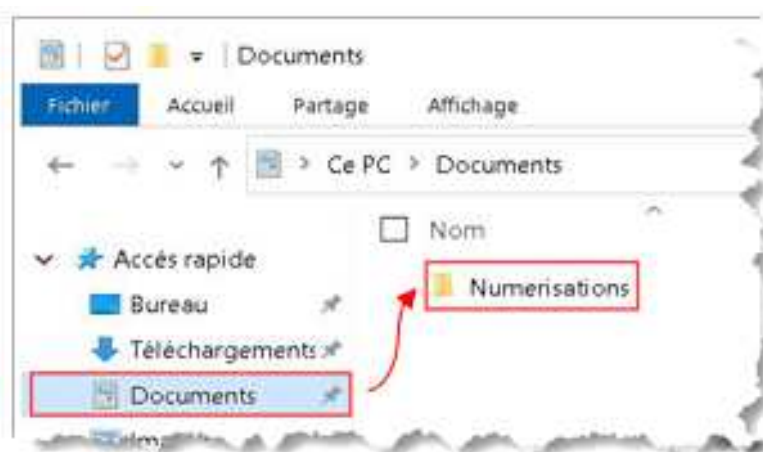 Documents
Fichier Accueil Partage Affichage
> Ce PC > Documents
Nom
Accès rapide
Numerisations
Bureau
Téléchargements
Documents